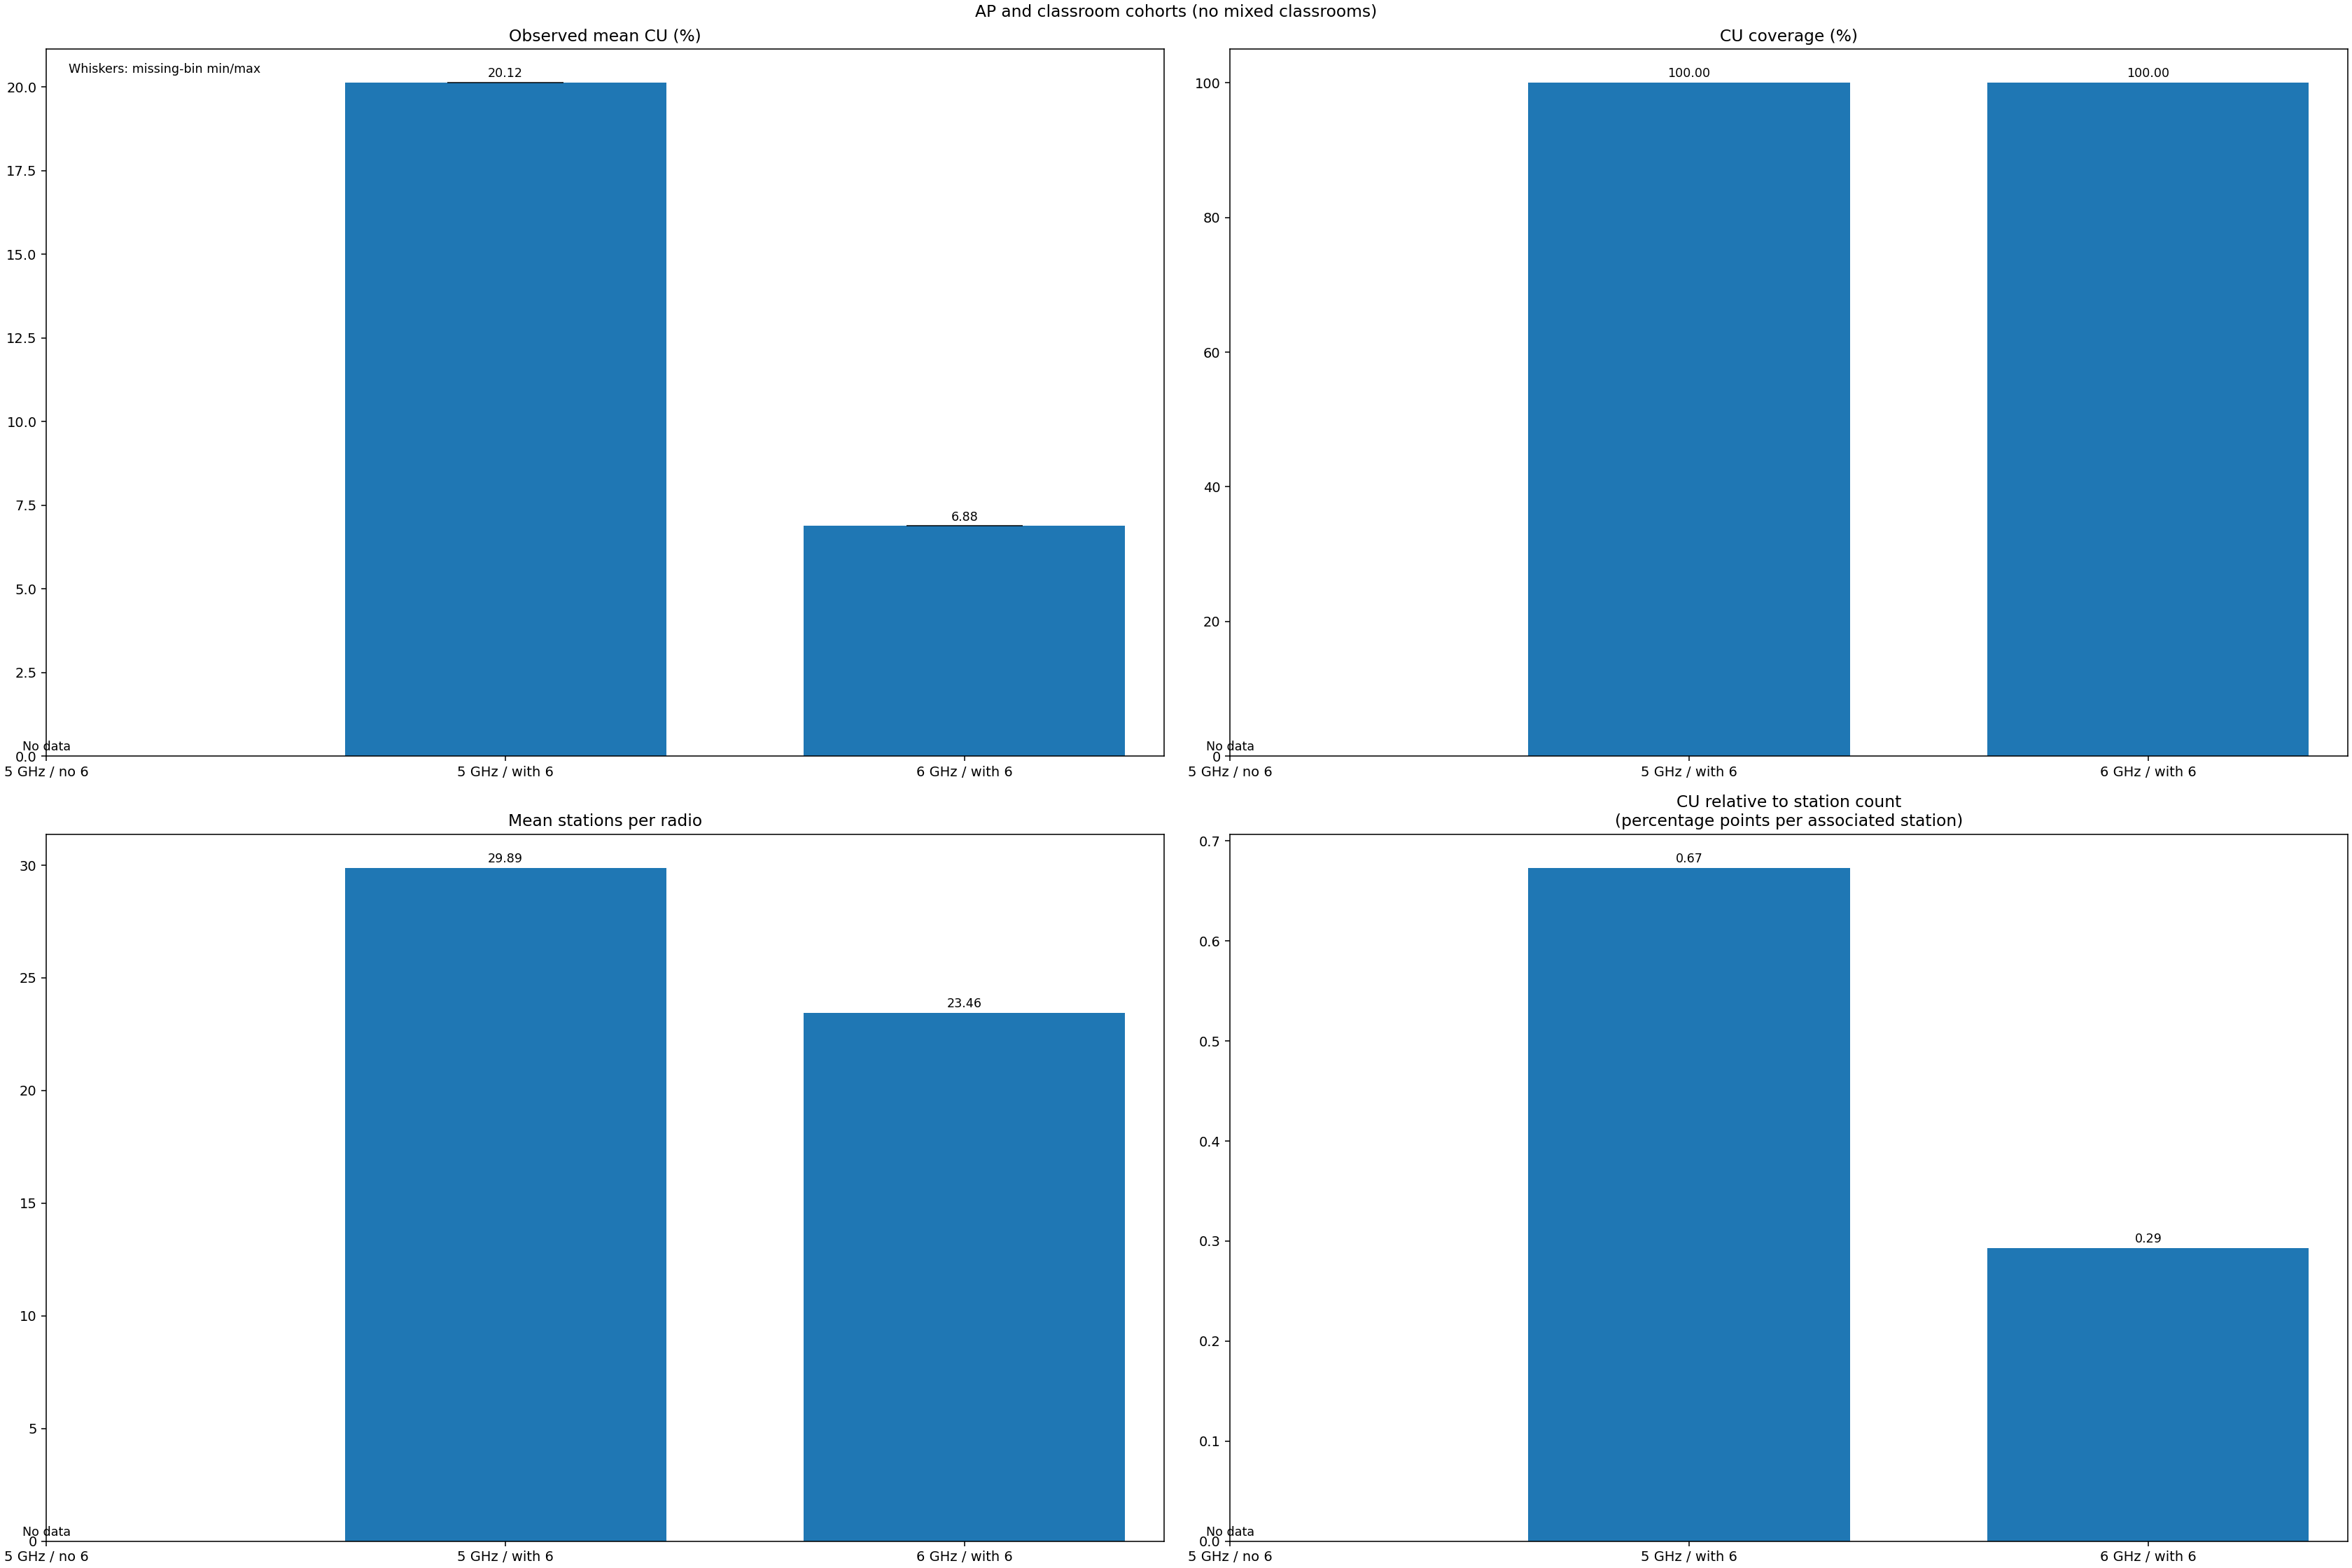 AP and classroom cohorts (no mixed classrooms)
Observed mean CU (%)
Whiskers: missing-bin min/max
20.0
17.5
15.0
12.5
10.0
7.5
5.0
2.5
0.0
20.12
6.88
No data
5 GHz / no 6
5 GHz / with 6
6 GHz / with 6
CU coverage (%)
100
80
60
40
20
0
100.00
100.00
No data
5 GHz / no 6
5 GHz / with 6
6 GHz / with 6
Mean stations per radio
30
25
20
15
10
5
0
29.89
23.46
No data
5 GHz / no 6
5 GHz / with 6
6 GHz / with 6
CU relative to station count
(percentage points per associated station)
0.7
0.6
0.5
0.4
0.3
0.2
0.1
0.0
0.67
0.29
No data
5 GHz / no 6
5 GHz / with 6
6 GHz / with 6